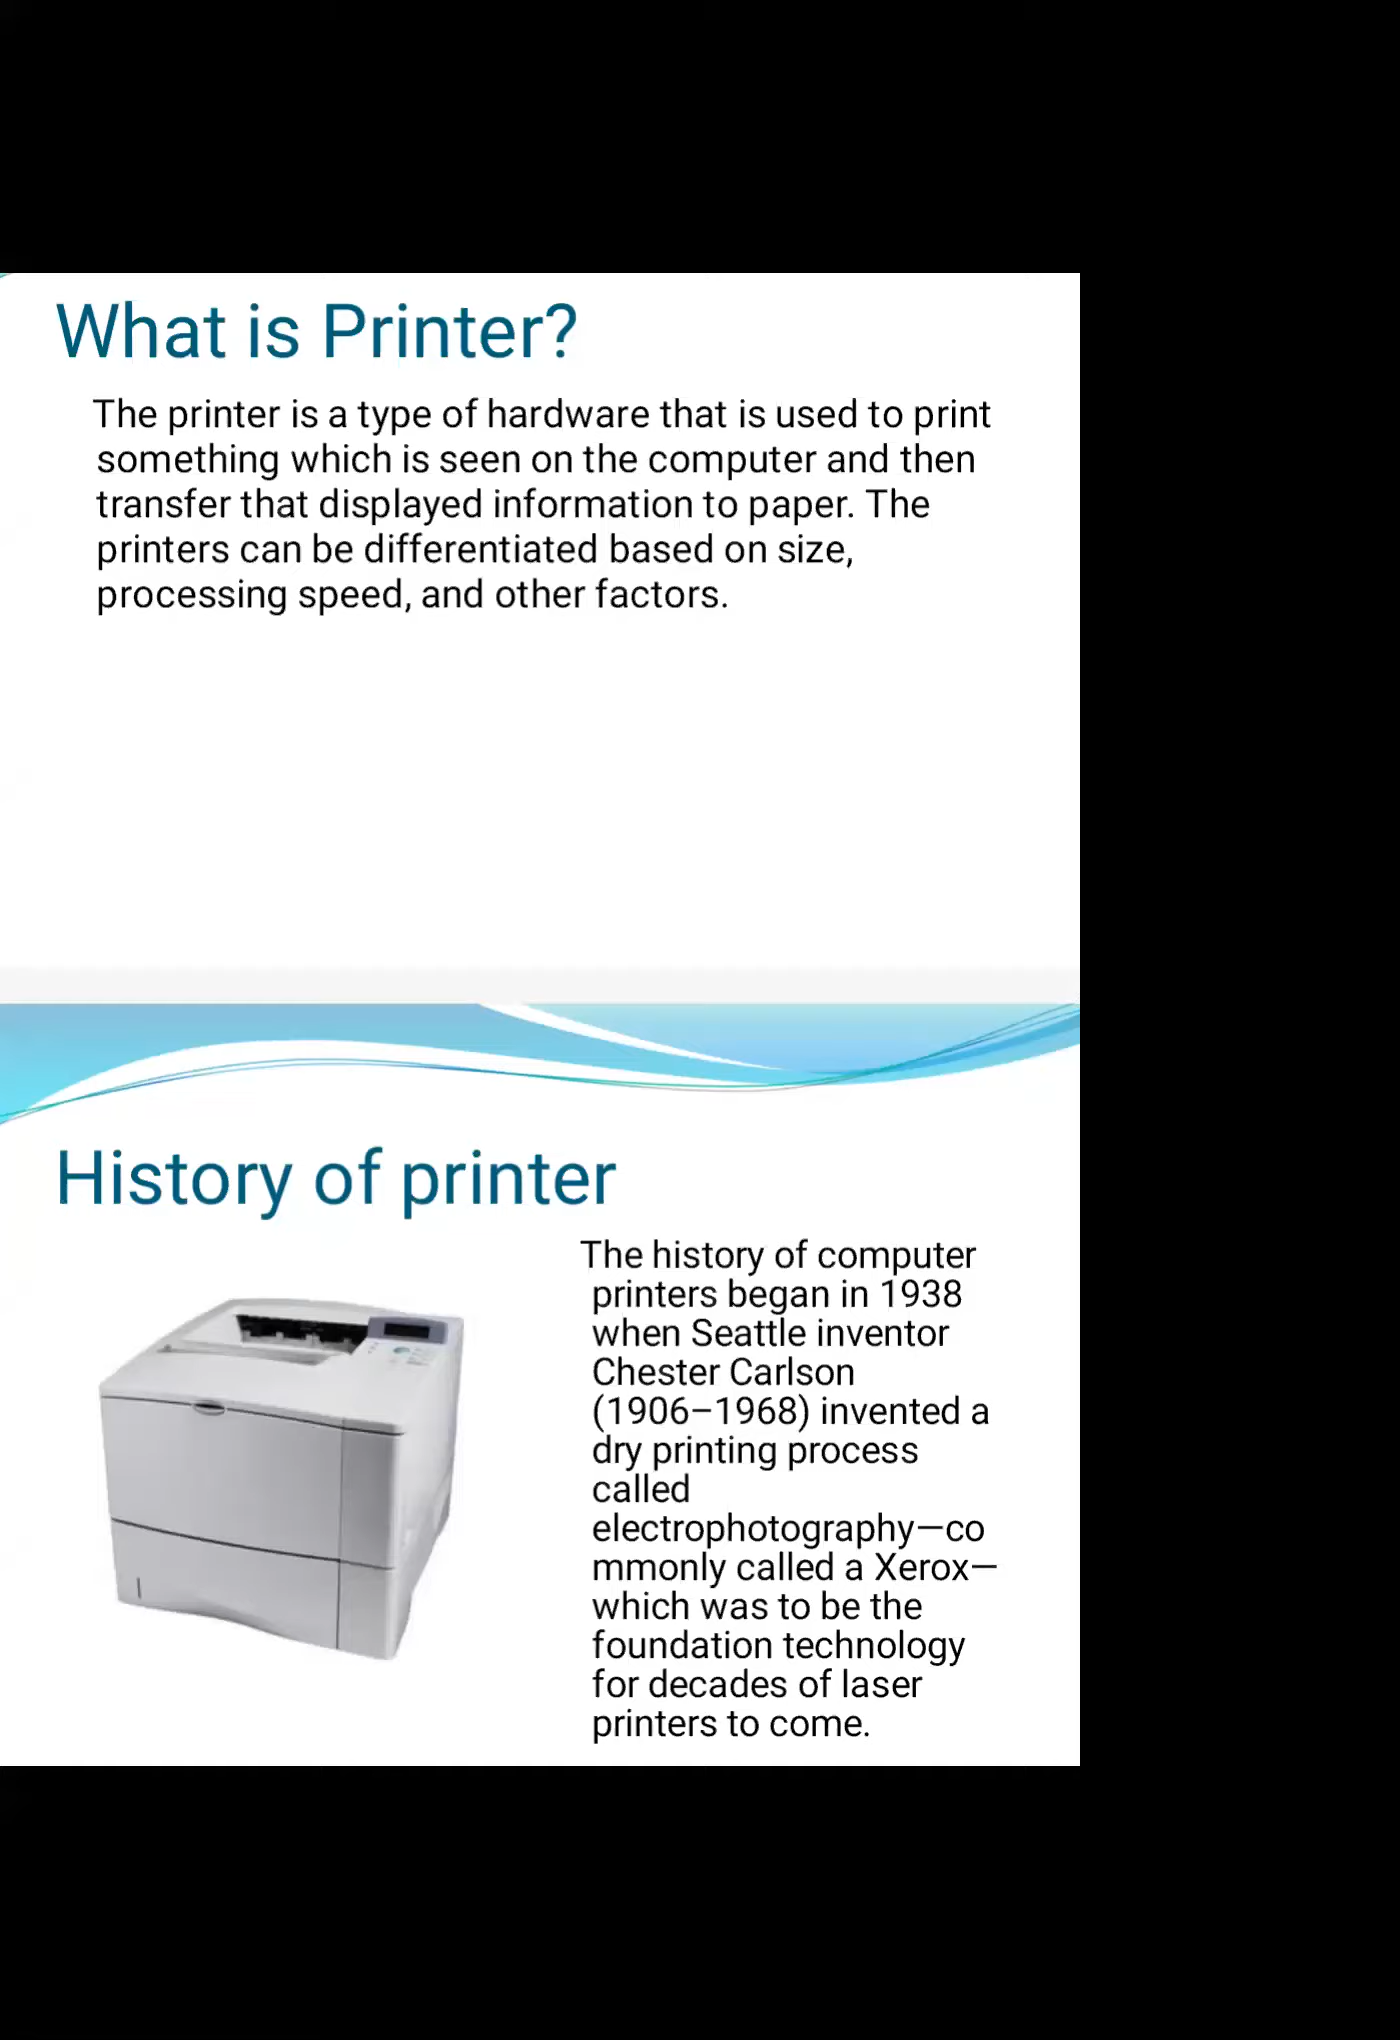 What is Printer?
The printer is a type of hardware that is used to print
something which is seen on the computer and then
transfer that displayed information to paper. The
printers can be differentiated based on size,
processing speed, and other factors.
History of printer
The history of computer
printers began in 1938
when Seattle inventor
Chester Carlson
(1906–1968) invented a
dry printing process
called
electrophotography—co
mmonly called a Xerox—
which was to be the
foundation technology
for decades of laser
printers to come.